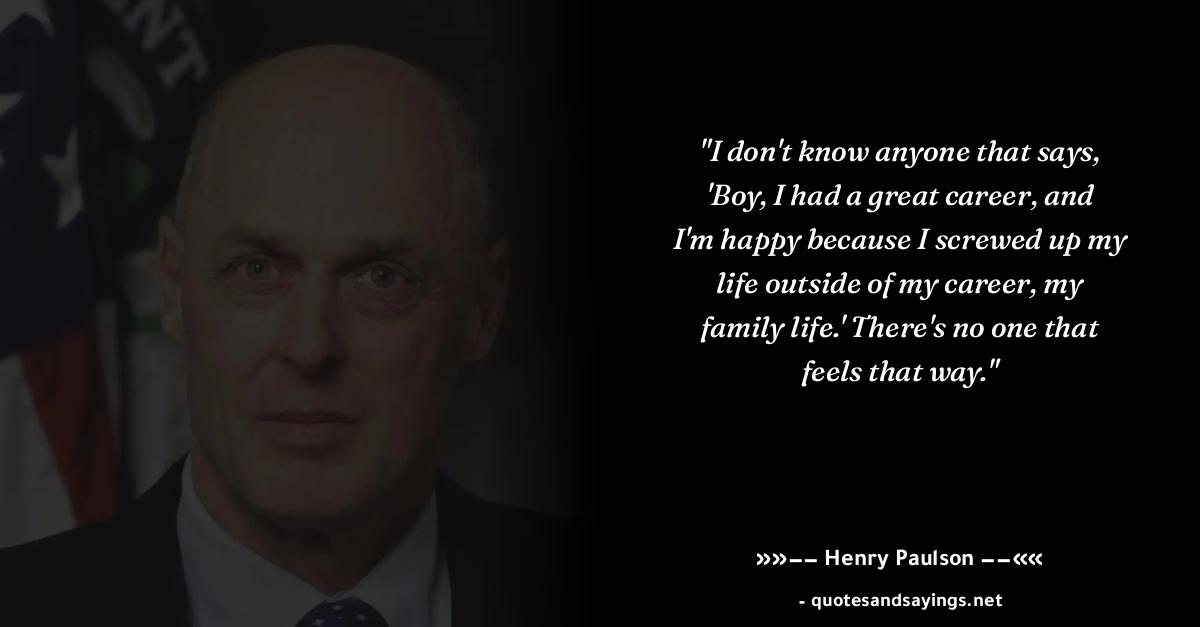 NT
"I don't know anyone that says,
'Boy, I had a great career, and
I'm happy because I screwed up my
life outside of my career, my
family life.' There's no one that
feels that way."
»»−− Henry Paulson −−««
- quotesandsayings.net